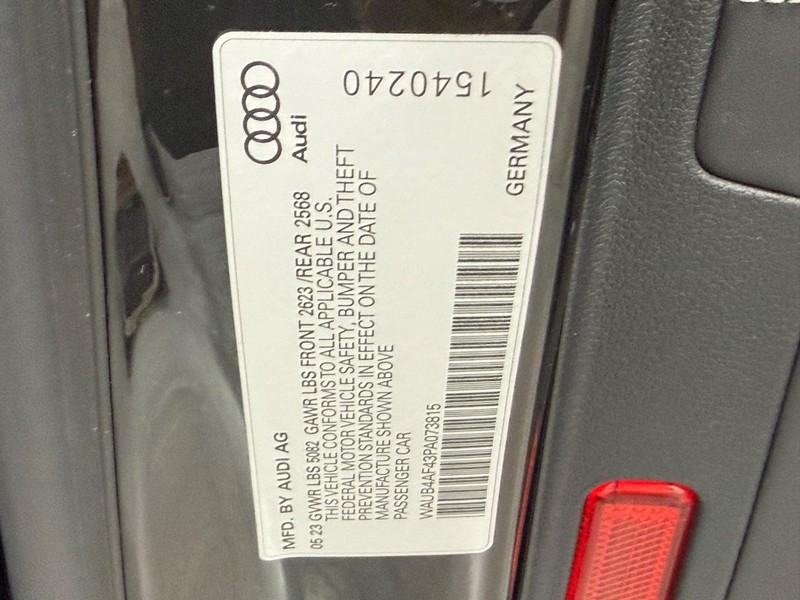 Audi
MFD. BY AUDI AG
05 23 GVWR LBS 5082 GAWR LBS FRONT 2623 /REAR 2568
THIS VEHICLE CONFORMS TO ALL APPLICABLE U.S.
FEDERAL MOTOR VEHICLE SAFETY, BUMPER AND THEFT
PREVENTION STANDARDS IN EFFECT ON THE DATE OF
MANUFACTURE SHOWN ABOVE
PASSENGER CAR
WAUB4AF43PA073815
GERMANY
1540240